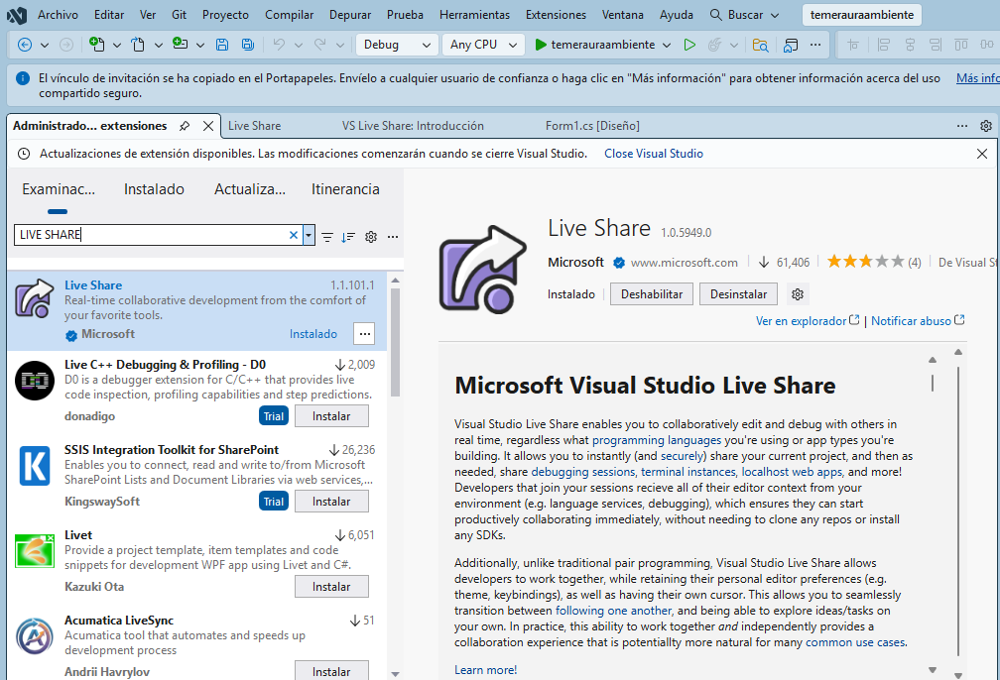 Archivo Editar Ver Git Proyecto Compilar Depurar Prueba Herramientas Extensiones Ventana Ayuda Buscar temerauraambiente
Debug Any CPU temerauraambiente
El vínculo de invitación se ha copiado en el Portapapeles. Envíelo a cualquier usuario de confianza o haga clic en "Más información" para obtener información acerca del uso Más info
compartido seguro.
Administrado... extensiones Live Share VS Live Share: Introducción Form1.cs [Diseño]
Actualizaciones de extensión disponibles. Las modificaciones comenzarán cuando se cierre Visual Studio. Close Visual Studio
Examinac... Instalado Actualiza... Itinerancia
LIVE SHARE
Live Share 1.1.101.1
Real-time collaborative development from the comfort of
your favorite tools.
Microsoft Instalado ...
Live C++ Debugging & Profiling - D0 2,009
D0 is a debugger extension for C/C++ that provides live
code inspection, profiling capabilities and step predictions.
donadigo Trial Instalar
SSIS Integration Toolkit for SharePoint 26,236
Enables you to connect, read and write to/from Microsoft
SharePoint Lists and Document Libraries via web services,...
KingswaySoft Trial Instalar
Livet 6,051
Provide a project template, item templates and code
snippets for development WPF app using Livet and C#.
Kazuki Ota Instalar
Acumatica LiveSync 51
Acumatica tool that automates and speeds up
development process
Andrii Havrylov Instalar
Live Share 1.0.5949.0
Microsoft www.microsoft.com 61,406 (4) De Visual St
Instalado Deshabilitar Desinstalar
Ver en explorador | Notificar abuso
Microsoft Visual Studio Live Share
Visual Studio Live Share enables you to collaboratively edit and debug with others in
real time, regardless what programming languages you're using or app types you're
building. It allows you to instantly (and securely) share your current project, and then as
needed, share debugging sessions, terminal instances, localhost web apps, and more!
Developers that join your sessions recieve all of their editor context from your
environment (e.g. language services, debugging), which ensures they can start
productively collaborating immediately, without needing to clone any repos or install
any SDKs.
Additionally, unlike traditional pair programming, Visual Studio Live Share allows
developers to work together, while retaining their personal editor preferences (e.g.
theme, keybindings), as well as having their own cursor. This allows you to seamlessly
transition between following one another, and being able to explore ideas/tasks on
your own. In practice, this ability to work together and independently provides a
collaboration experience that is potentiallty more natural for many common use cases.
Learn more!